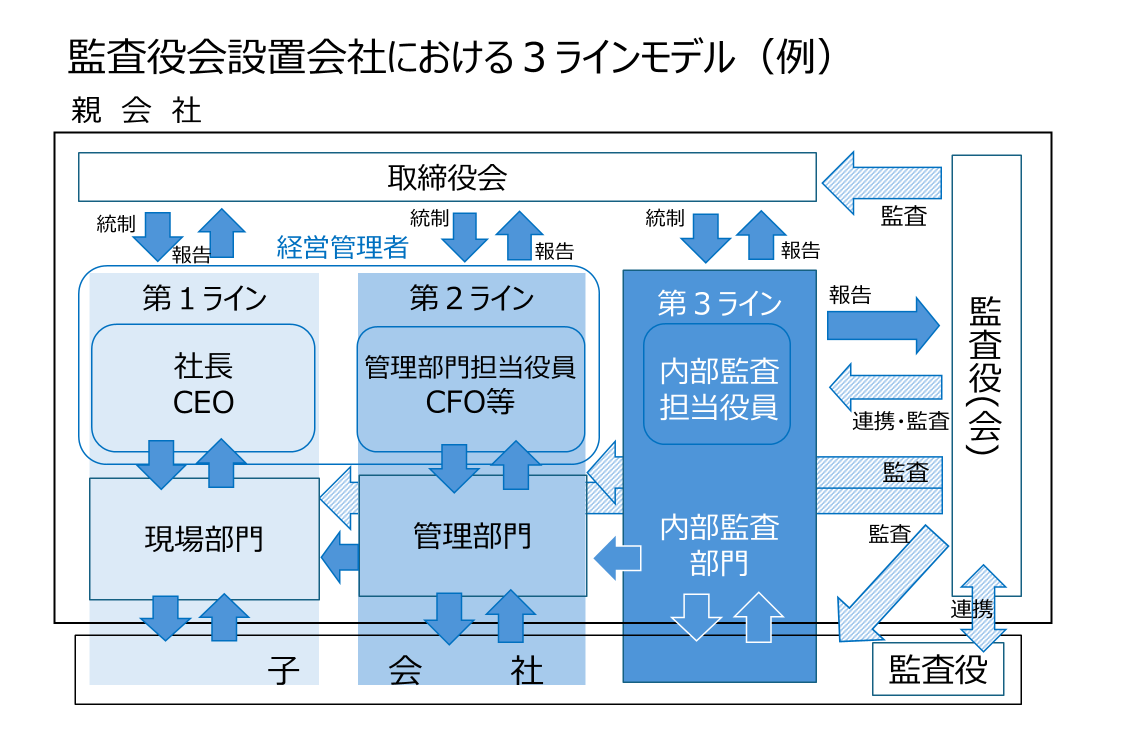 監査役会設置会社における３ラインモデル（例）
親　会　社
取締役会
監査
統制
報告
統制
報告
統制
報告
経営管理者
第１ライン
第２ライン
第３ライン
報告
社長
CEO
管理部門担当役員
CFO等
内部監査
担当役員
連携・監査
監査役(会)
監査
現場部門
管理部門
内部監査
部門
監査
連携
子　会　社
監査役